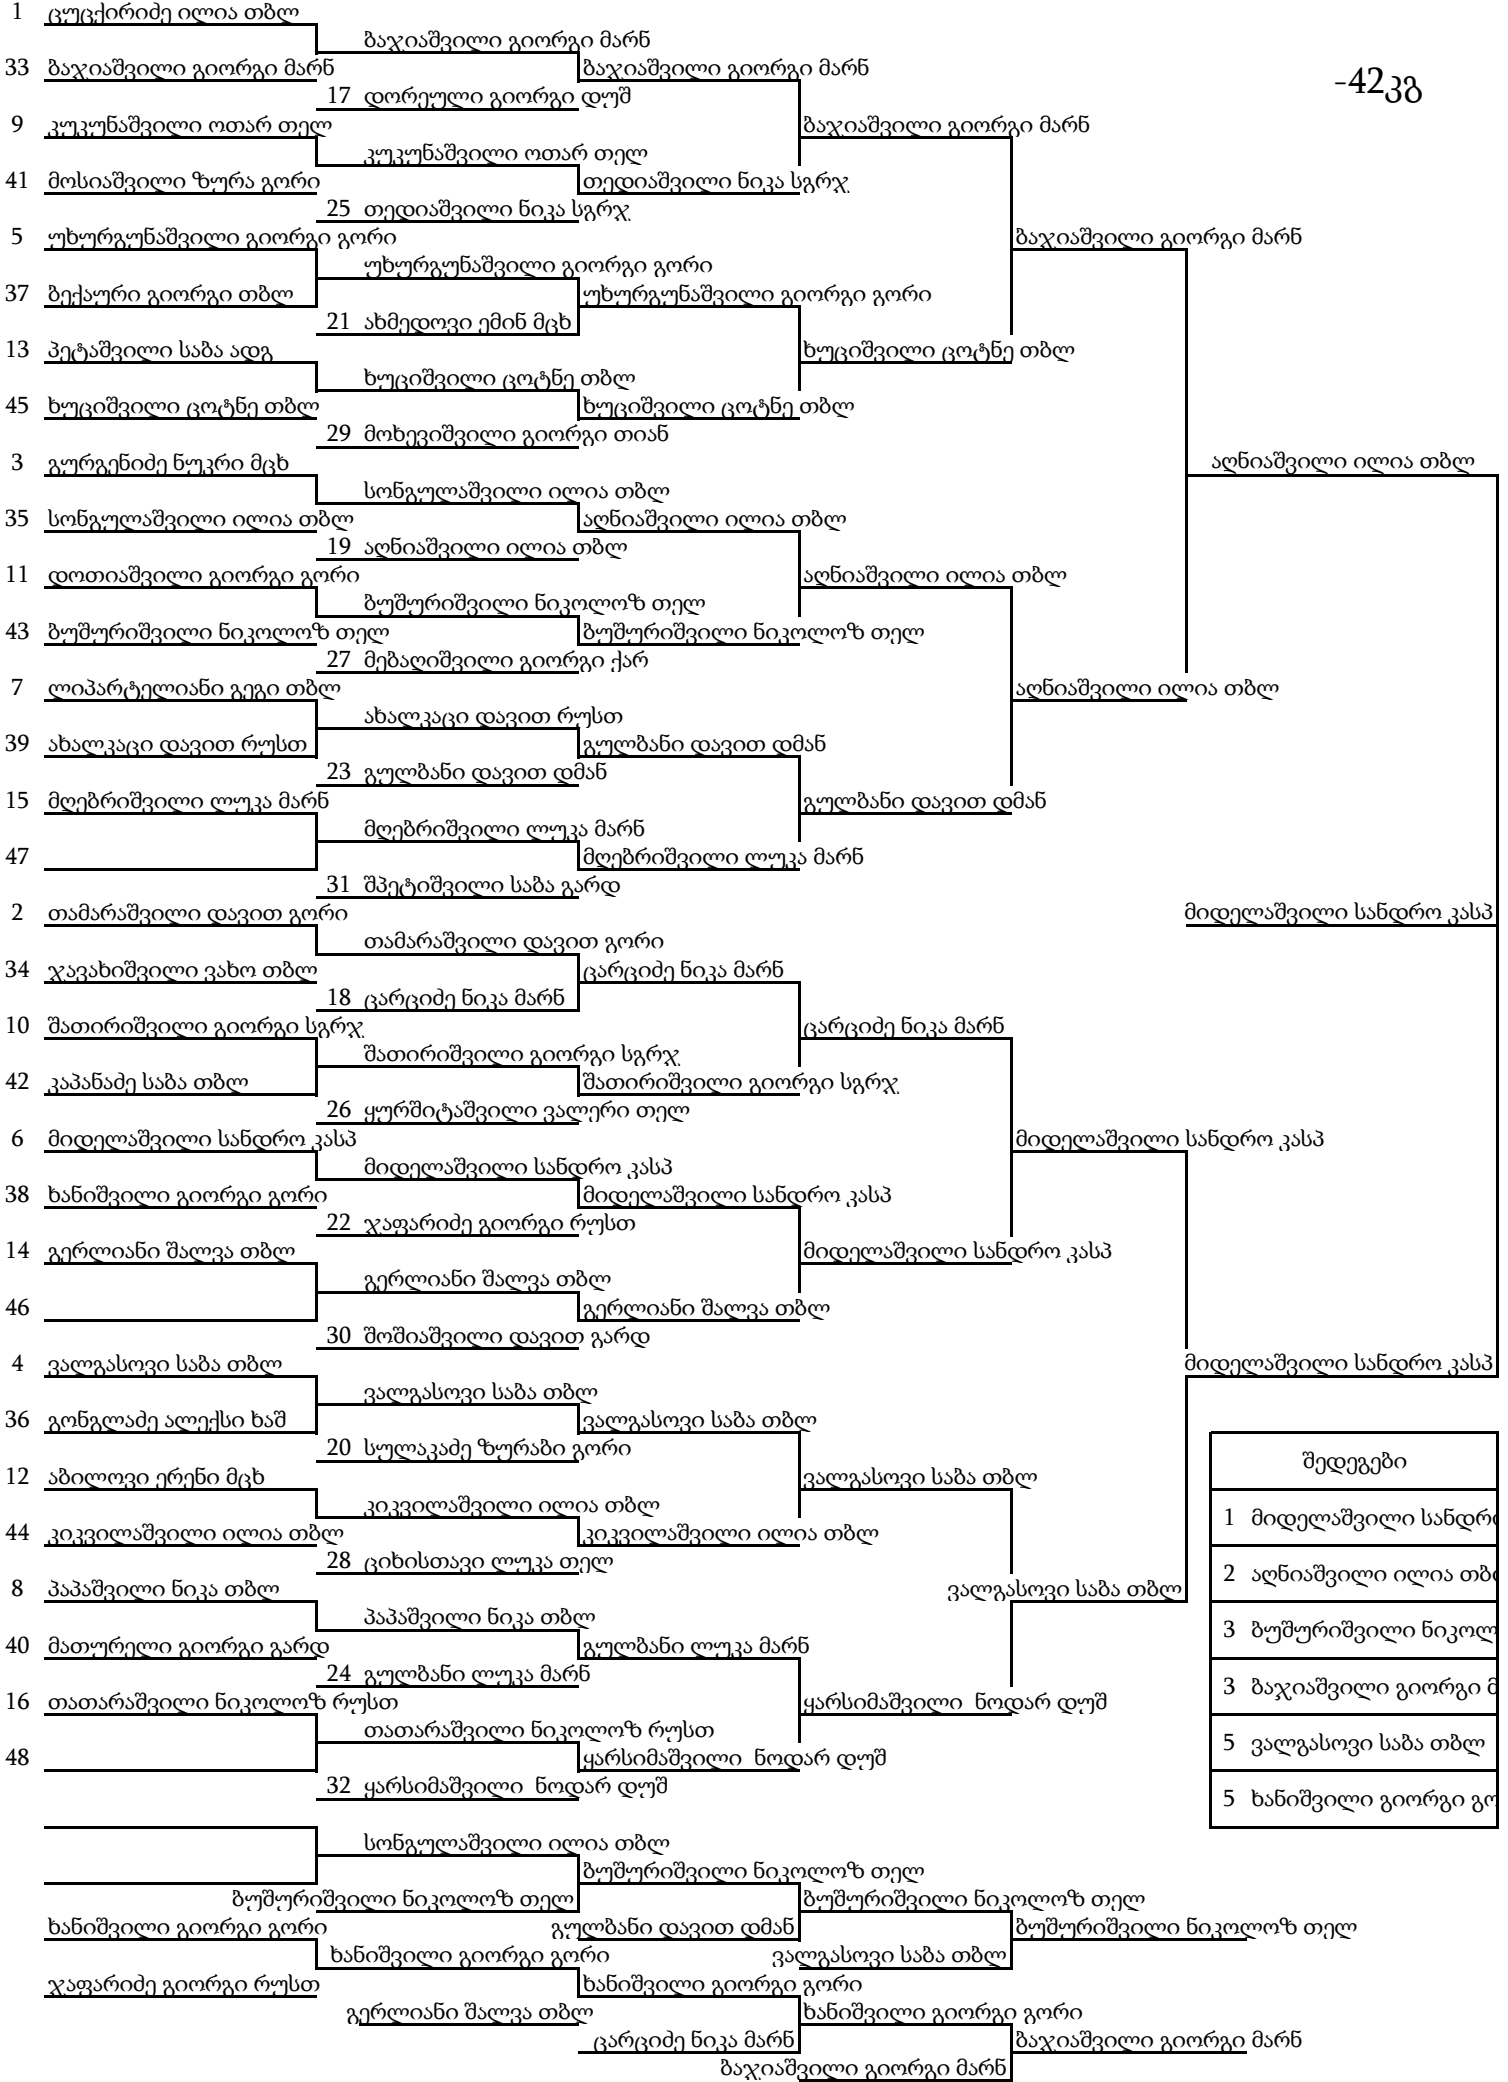 1 ცუცქირიძე ილია თბლ
ბაჯიაშვილი გიორგი მარნ
33 ბაჯიაშვილი გიორგი მარნ
ბაჯიაშვილი გიორგი მარნ
-42კგ
17 დორეული გიორგი დუშ
9 კუკუნაშვილი ოთარ თელ
ბაჯიაშვილი გიორგი მარნ
კუკუნაშვილი ოთარ თელ
41 მოსიაშვილი ზურა გორი
თედიაშვილი ნიკა სგრჯ
25 თედიაშვილი ნიკა სგრჯ
5 უხურგუნაშვილი გიორგი გორი
ბაჯიაშვილი გიორგი მარნ
უხურგუნაშვილი გიორგი გორი
37 ბექაური გიორგი თბლ
უხურგუნაშვილი გიორგი გორი
21 ახმედოვი ემინ მცხ
13 პეტაშვილი საბა ადგ
ხუციშვილი ცოტნე თბლ
ხუციშვილი ცოტნე თბლ
45 ხუციშვილი ცოტნე თბლ
ხუციშვილი ცოტნე თბლ
29 მოხევიშვილი გიორგი თიან
3 გურგენიძე ნუკრი მცხ
აღნიაშვილი ილია თბლ
სონგულაშვილი ილია თბლ
35 სონგულაშვილი ილია თბლ
აღნიაშვილი ილია თბლ
19 აღნიაშვილი ილია თბლ
11 დოთიაშვილი გიორგი გორი
აღნიაშვილი ილია თბლ
ბუშურიშვილი ნიკოლოზ თელ
43 ბუშურიშვილი ნიკოლოზ თელ
ბუშურიშვილი ნიკოლოზ თელ
27 მებაღიშვილი გიორგი ქარ
7 ლიპარტელიანი გეგი თბლ
აღნიაშვილი ილია თბლ
ახალკაცი დავით რუსთ
39 ახალკაცი დავით რუსთ
გულბანი დავით დმან
23 გულბანი დავით დმან
15 მღებრიშვილი ლუკა მარნ
გულბანი დავით დმან
მღებრიშვილი ლუკა მარნ
47
მღებრიშვილი ლუკა მარნ
31 შპეტიშვილი საბა გარდ
2 თამარაშვილი დავით გორი
მიდელაშვილი სანდრო კასპ
თამარაშვილი დავით გორი
34 ჯავახიშვილი ვახო თბლ
ცარციძე ნიკა მარნ
18 ცარციძე ნიკა მარნ
10 შათირიშვილი გიორგი სგრჯ
ცარციძე ნიკა მარნ
შათირიშვილი გიორგი სგრჯ
42 კაპანაძე საბა თბლ
შათირიშვილი გიორგი სგრჯ
26 ყურშიტაშვილი ვალერი თელ
6 მიდელაშვილი სანდრო კასპ
მიდელაშვილი სანდრო კასპ
მიდელაშვილი სანდრო კასპ
38 ხანიშვილი გიორგი გორი
მიდელაშვილი სანდრო კასპ
22 ჯაფარიძე გიორგი რუსთ
14 გერლიანი შალვა თბლ
მიდელაშვილი სანდრო კასპ
გერლიანი შალვა თბლ
46
გერლიანი შალვა თბლ
30 შოშიაშვილი დავით გარდ
4 ვალგასოვი საბა თბლ
მიდელაშვილი სანდრო კასპ
ვალგასოვი საბა თბლ
36 გონგლაძე ალექსი ხაშ
ვალგასოვი საბა თბლ
20 სულაკაძე ზურაბი გორი
შედეგები
12 აბილოვი ერენი მცხ
ვალგასოვი საბა თბლ
კიკვილაშვილი ილია თბლ
1 მიდელაშვილი სანდრო
44 კიკვილაშვილი ილია თბლ
კიკვილაშვილი ილია თბლ
28 ციხისთავი ლუკა თელ
2 აღნიაშვილი ილია თბლ
8 პაპაშვილი ნიკა თბლ
ვალგასოვი საბა თბლ
პაპაშვილი ნიკა თბლ
3 ბუშურიშვილი ნიკოლ
40 მათურელი გიორგი გარდ
გულბანი ლუკა მარნ
24 გულბანი ლუკა მარნ
3 ბაჯიაშვილი გიორგი მ
16 თათარაშვილი ნიკოლოზ რუსთ
ყარსიმაშვილი ნოდარ დუშ
თათარაშვილი ნიკოლოზ რუსთ
5 ვალგასოვი საბა თბლ
48
ყარსიმაშვილი ნოდარ დუშ
32 ყარსიმაშვილი ნოდარ დუშ
5 ხანიშვილი გიორგი გო
სონგულაშვილი ილია თბლ
ბუშურიშვილი ნიკოლოზ თელ
ბუშურიშვილი ნიკოლოზ თელ
ბუშურიშვილი ნიკოლოზ თელ
ხანიშვილი გიორგი გორი
გულბანი დავით დმან
ბუშურიშვილი ნიკოლოზ თელ
ხანიშვილი გიორგი გორი
ვალგასოვი საბა თბლ
ჯაფარიძე გიორგი რუსთ
ხანიშვილი გიორგი გორი
გერლიანი შალვა თბლ
ხანიშვილი გიორგი გორი
ცარციძე ნიკა მარნ
ბაჯიაშვილი გიორგი მარნ
ბაჯიაშვილი გიორგი მარნ